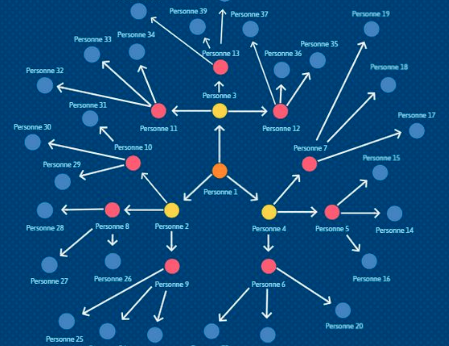 Personne 39
Personne 37
Personne 19
Personne 33
Personne 34
Personne 13
Personne 36
Personne 35
Personne 32
Personne 18
Personne 3
Personne 31
Personne 17
Personne 30
Personne 11
Personne 12
Personne 10
Personne 7
Personne 15
Personne 29
Personne 1
Personne 28
Personne 8
Personne 2
Personne 4
Personne 5
Personne 14
Personne 27
Personne 26
Personne 9
Personne 6
Personne 16
Personne 20
Personne 25